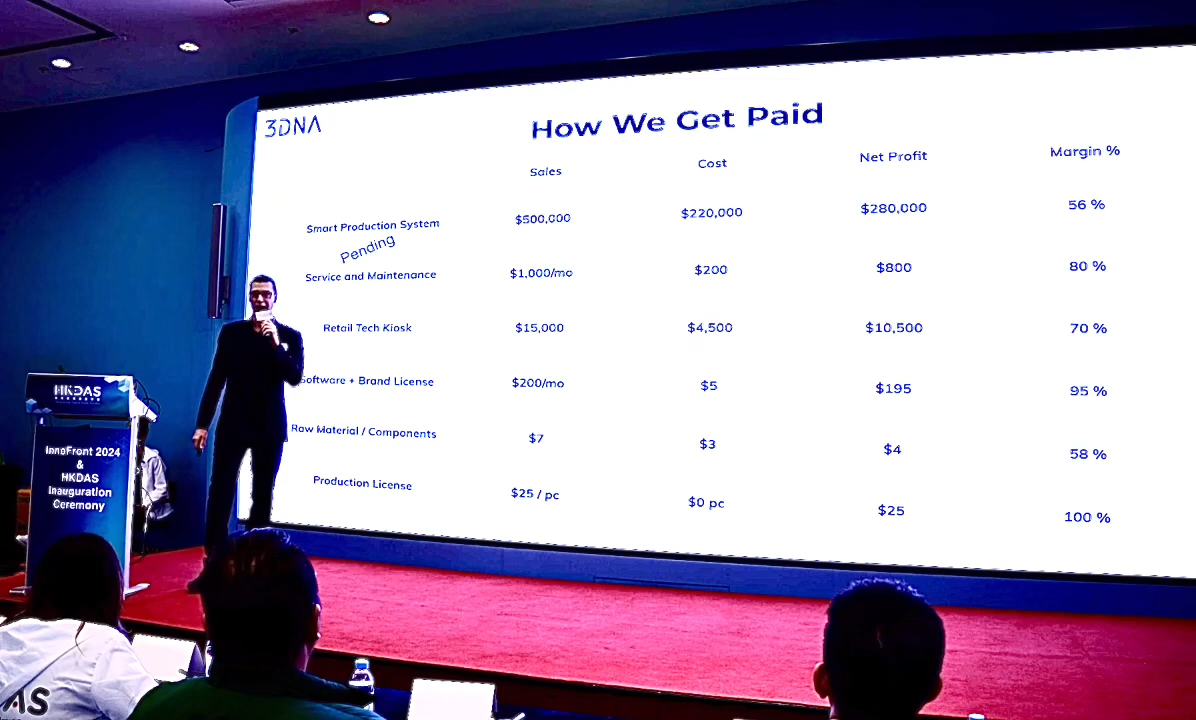 3DNA
How We Get Paid
Sales Cost Net Profit Margin %
Smart Production System $500,000 $220,000 $280,000 56 %
Pending
Service and Maintenance $1,000/mo $200 $800 80 %
Retail Tech Kiosk $15,000 $4,500 $10,500 70 %
Software + Brand License $200/mo $5 $195 95 %
Raw Material / Components $7 $3 $4 58 %
Production License $25 / pc $0 pc $25 100 %
HKDAS
InnoFront 2024
&
HKDAS
Inauguration
Ceremony
AS